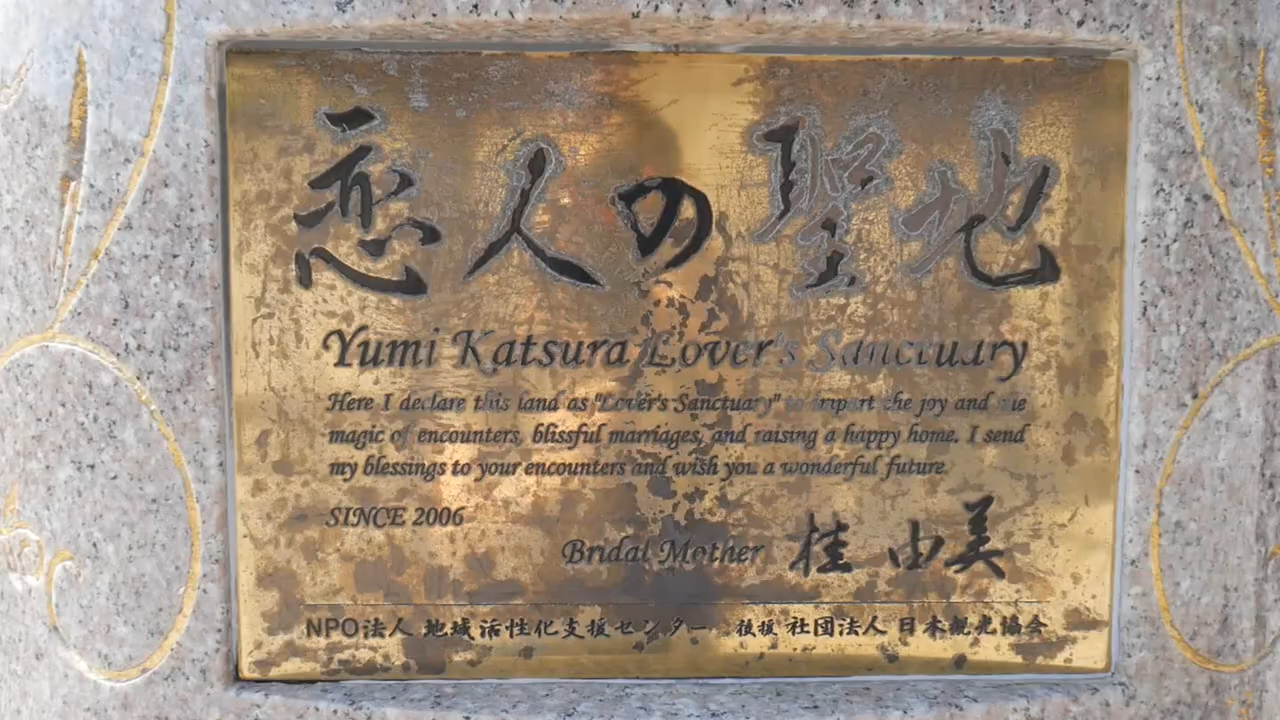 恋人の聖地
Yumi Katsura Lover's Sanctuary
Here I declare this land as "Lover's Sanctuary" to impart the joy and the
magic of encounters, blissful marriages, and raising a happy home. I send
my blessings to your encounters and wish you a wonderful future.
SINCE 2006
Bridal Mother 桂 由美
NPO法人 地域活性化支援センター 後援 社団法人 日本観光協会